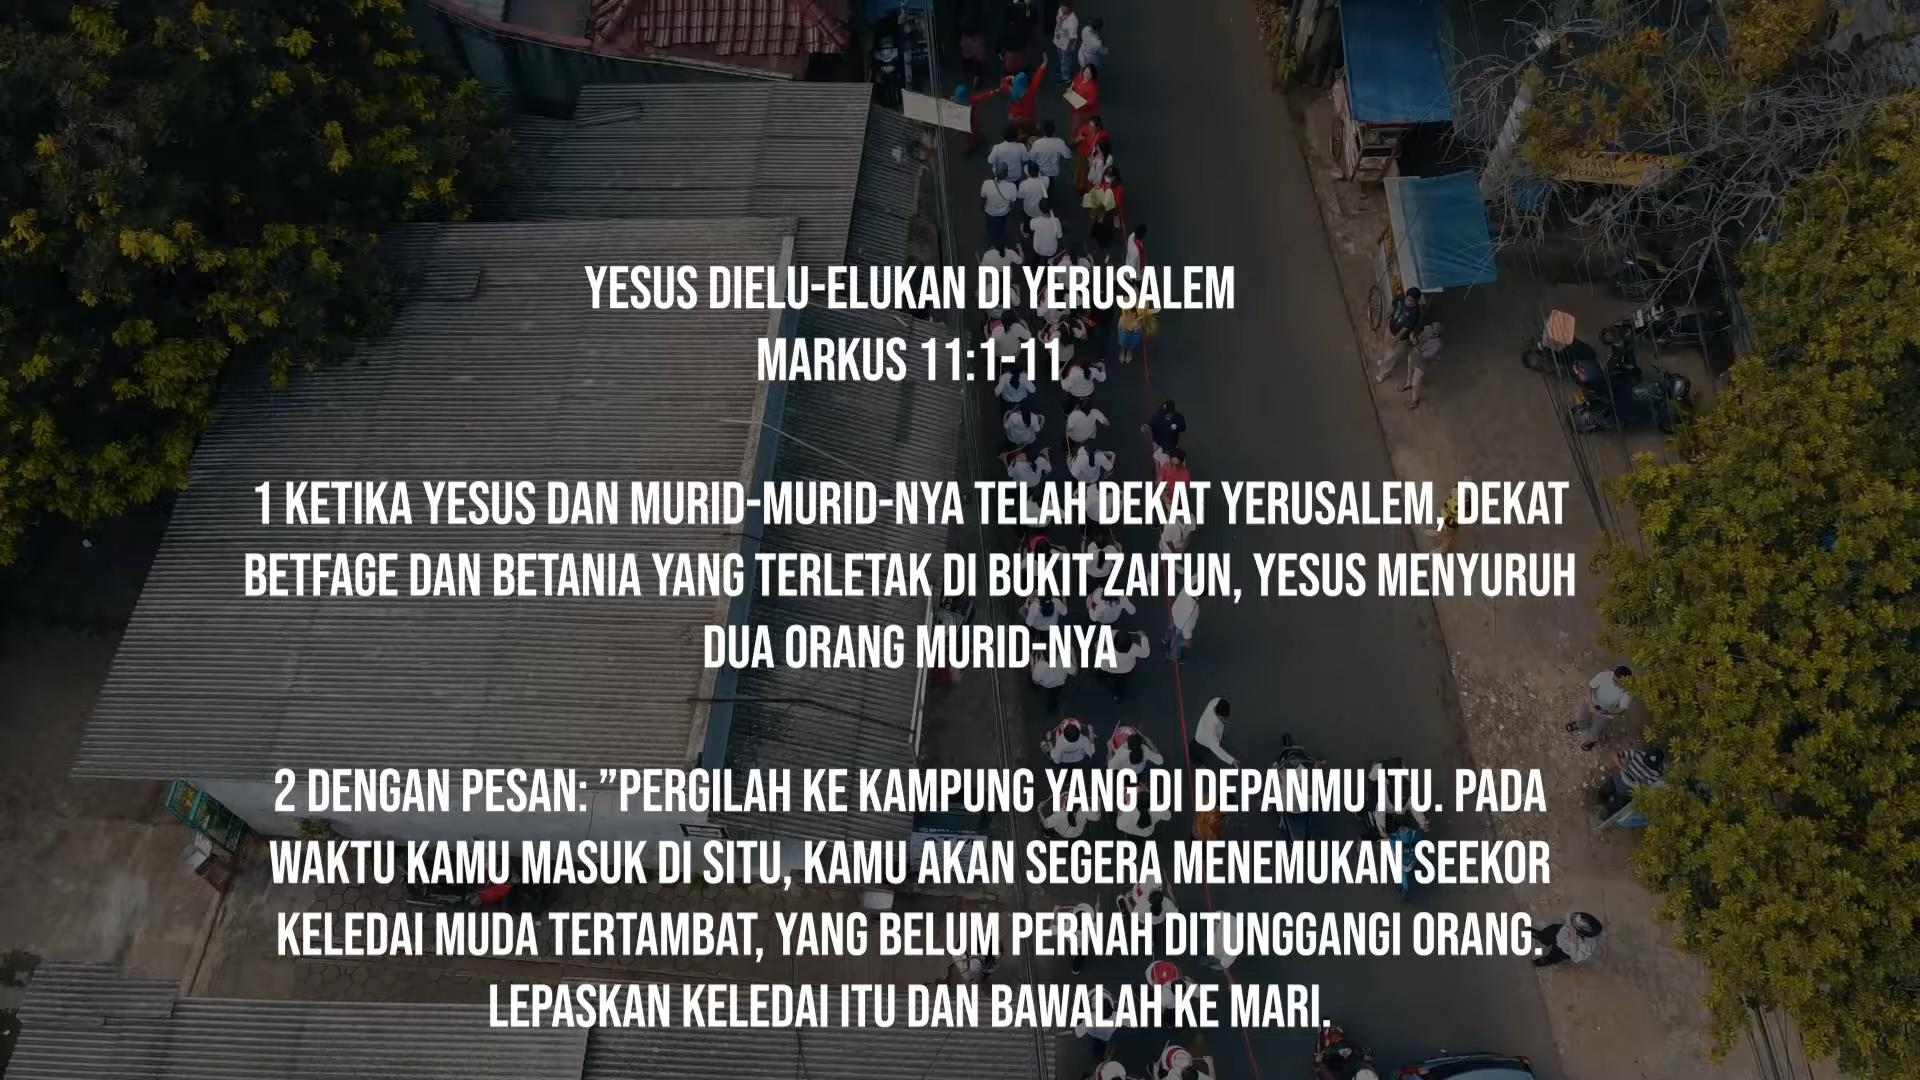 YESUS DIELU-ELUKAN DI YERUSALEM
MARKUS 11:1-11
1 KETIKA YESUS DAN MURID-MURID-NYA TELAH DEKAT YERUSALEM, DEKAT
BETFAGE DAN BETANIA YANG TERLETAK DI BUKIT ZAITUN, YESUS MENYURUH
DUA ORANG MURID-NYA
2 DENGAN PESAN: ”PERGILAH KE KAMPUNG YANG DI DEPANMU ITU. PADA
WAKTU KAMU MASUK DI SITU, KAMU AKAN SEGERA MENEMUKAN SEEKOR
KELEDAI MUDA TERTAMBAT, YANG BELUM PERNAH DITUNGGANGI ORANG.
LEPASKAN KELEDAI ITU DAN BAWALAH KE MARI.